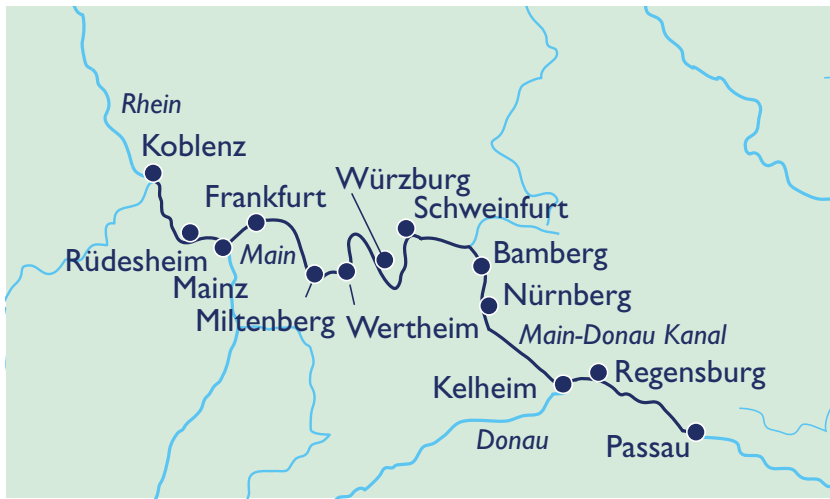 Rhein
Koblenz
Würzburg
Frankfurt
Schweinfurt
Rüdesheim
Main
Bamberg
Mainz
Nürnberg
Miltenberg
Wertheim
Main-Donau Kanal
Regensburg
Kelheim
Donau
Passau